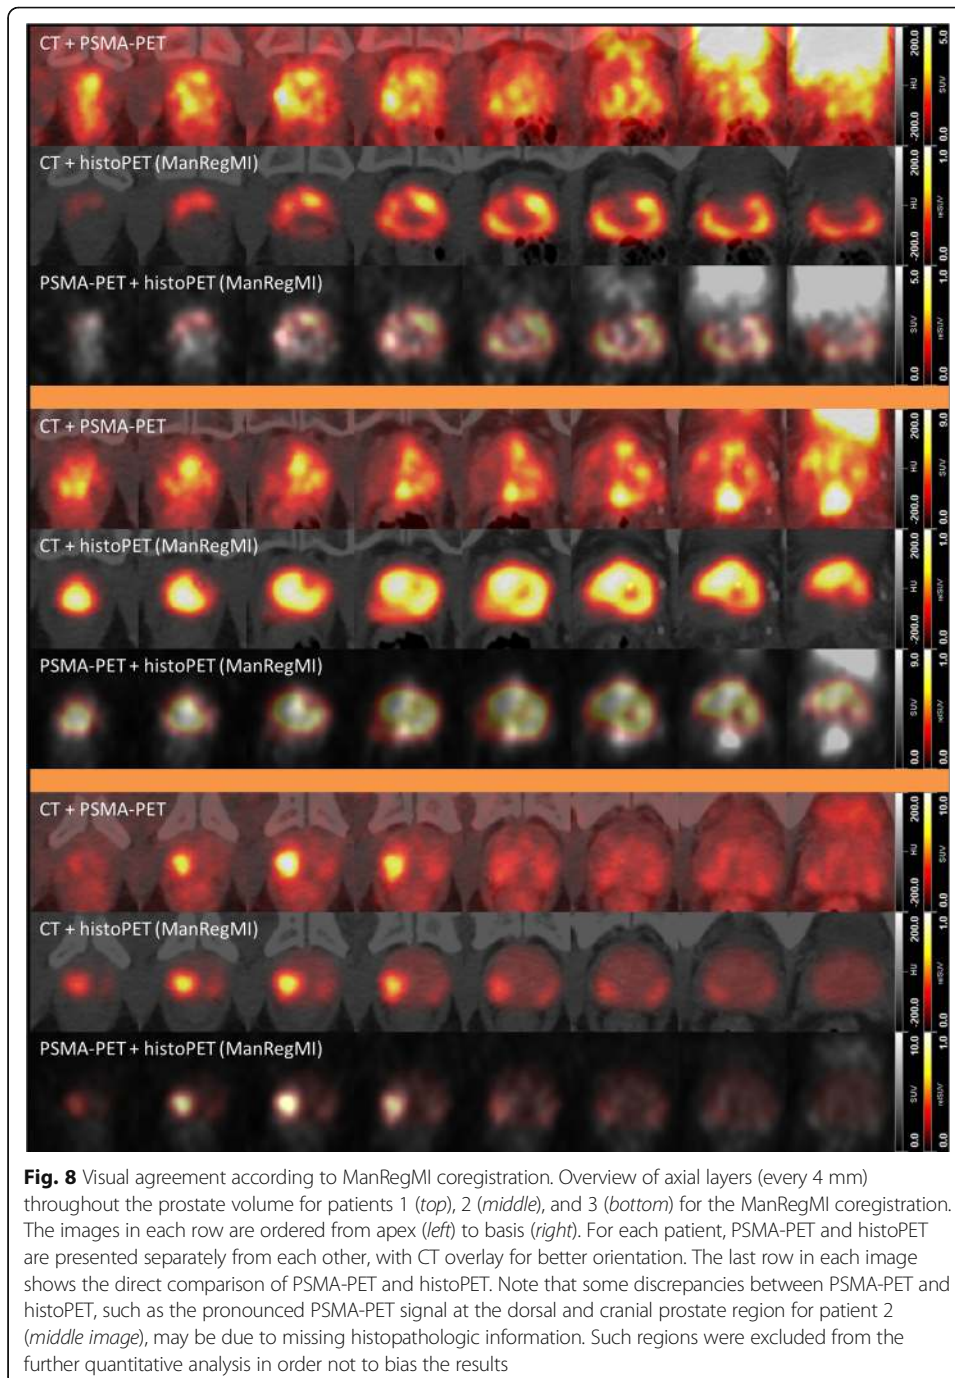 CT + PSMA-PET
200.0
HU
-200.0
5.0
SUV
0.0
CT + histoPET (ManRegMI)
200.0
HU
-200.0
1.0
relSUV
0.0
PSMA-PET + histoPET (ManRegMI)
5.0
SUV
0.0
1.0
relSUV
0.0
CT + PSMA-PET
200.0
HU
-200.0
9.0
SUV
0.0
CT + histoPET (ManRegMI)
200.0
HU
-200.0
1.0
relSUV
0.0
PSMA-PET + histoPET (ManRegMI)
9.0
SUV
0.0
1.0
relSUV
0.0
CT + PSMA-PET
200.0
HU
-200.0
10.0
SUV
0.0
CT + histoPET (ManRegMI)
200.0
HU
-200.0
1.0
relSUV
0.0
PSMA-PET + histoPET (ManRegMI)
10.0
SUV
0.0
1.0
relSUV
0.0
Fig. 8 Visual agreement according to ManRegMI coregistration. Overview of axial layers (every 4 mm)
throughout the prostate volume for patients 1 (top), 2 (middle), and 3 (bottom) for the ManRegMI coregistration.
The images in each row are ordered from apex (left) to basis (right). For each patient, PSMA-PET and histoPET
are presented separately from each other, with CT overlay for better orientation. The last row in each image
shows the direct comparison of PSMA-PET and histoPET. Note that some discrepancies between PSMA-PET and
histoPET, such as the pronounced PSMA-PET signal at the dorsal and cranial prostate region for patient 2
(middle image), may be due to missing histopathologic information. Such regions were excluded from the
further quantitative analysis in order not to bias the results